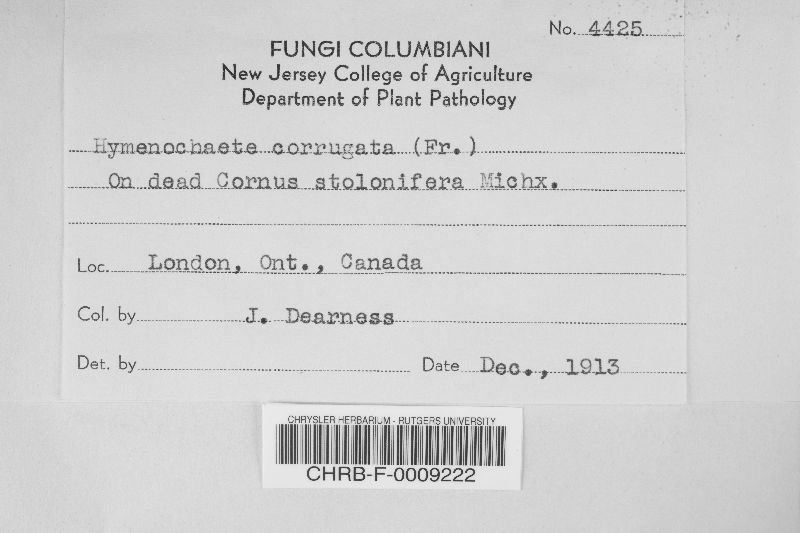 No. 4425
FUNGI COLUMBIANI
New Jersey College of Agriculture
Department of Plant Pathology
Hymenochaete corrugata (Fr.)
On dead Cornus stolonifera Michx.
Loc. London, Ont., Canada
Col. by J. Dearness
Det. by Date Dec., 1913
CHRYSLER HERBARIUM - RUTGERS UNIVERSITY
CHRB-F-0009222